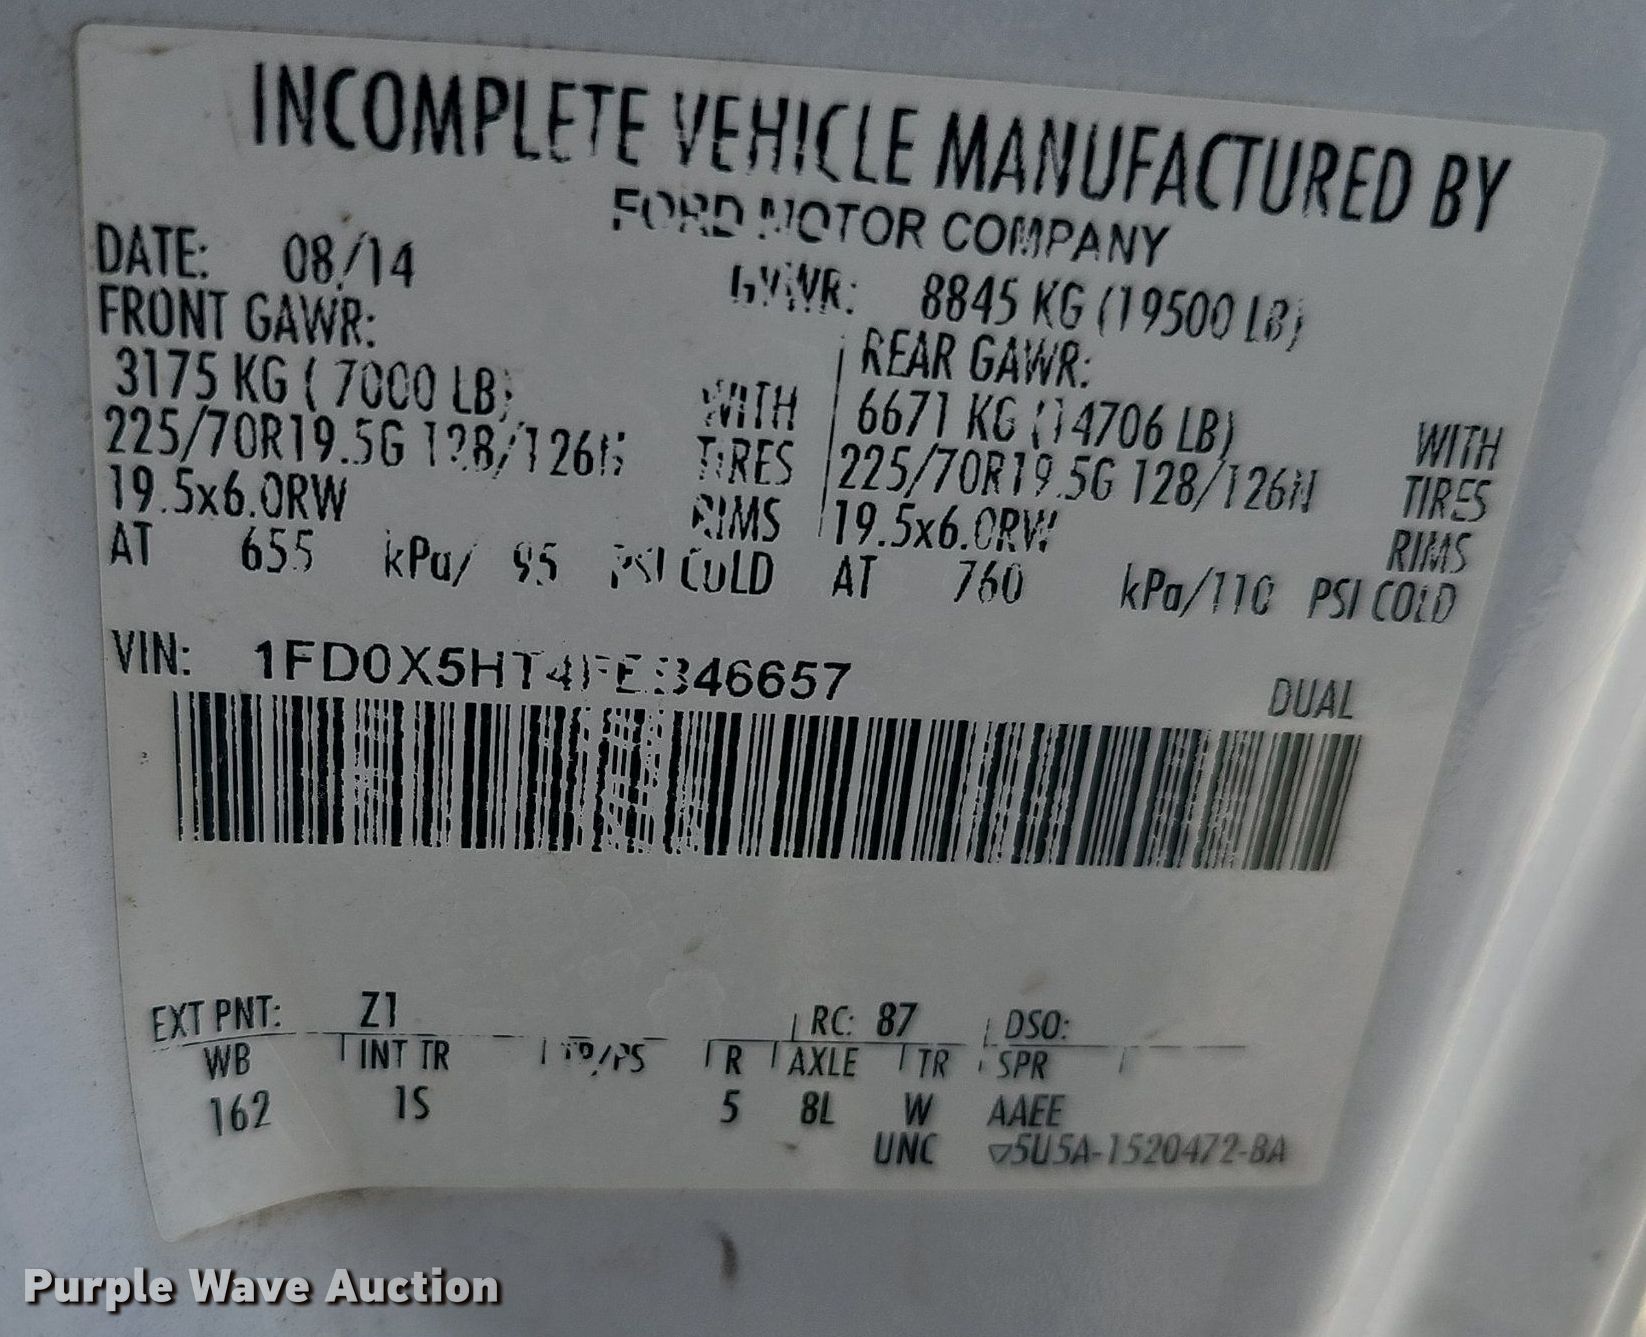 INCOMPLETE VEHICLE MANUFACTURED BY
FORD MOTOR COMPANY
DATE: 08/14 GVWR: 8845 KG (19500 LB)
FRONT GAWR: REAR GAWR:
3175 KG ( 7000 LB) WITH 6671 KG (14706 LB) WITH
225/70R19.5G 128/126N TIRES 225/70R19.5G 128/126N TIRES
19.5x6.0RW RIMS 19.5x6.0RW RIMS
AT 655 kPa/ 95 PSI COLD AT 760 kPa/110 PSI COLD
VIN: 1FD0X5HT4FEB46657
DUAL
EXT PNT: Z1 RC: 87 DSO:
WB INT TR TP/PS R AXLE TR SPR
162 1S 5 8L W AAEE
UNC ▽5U5A-1520472-BA
Purple Wave Auction